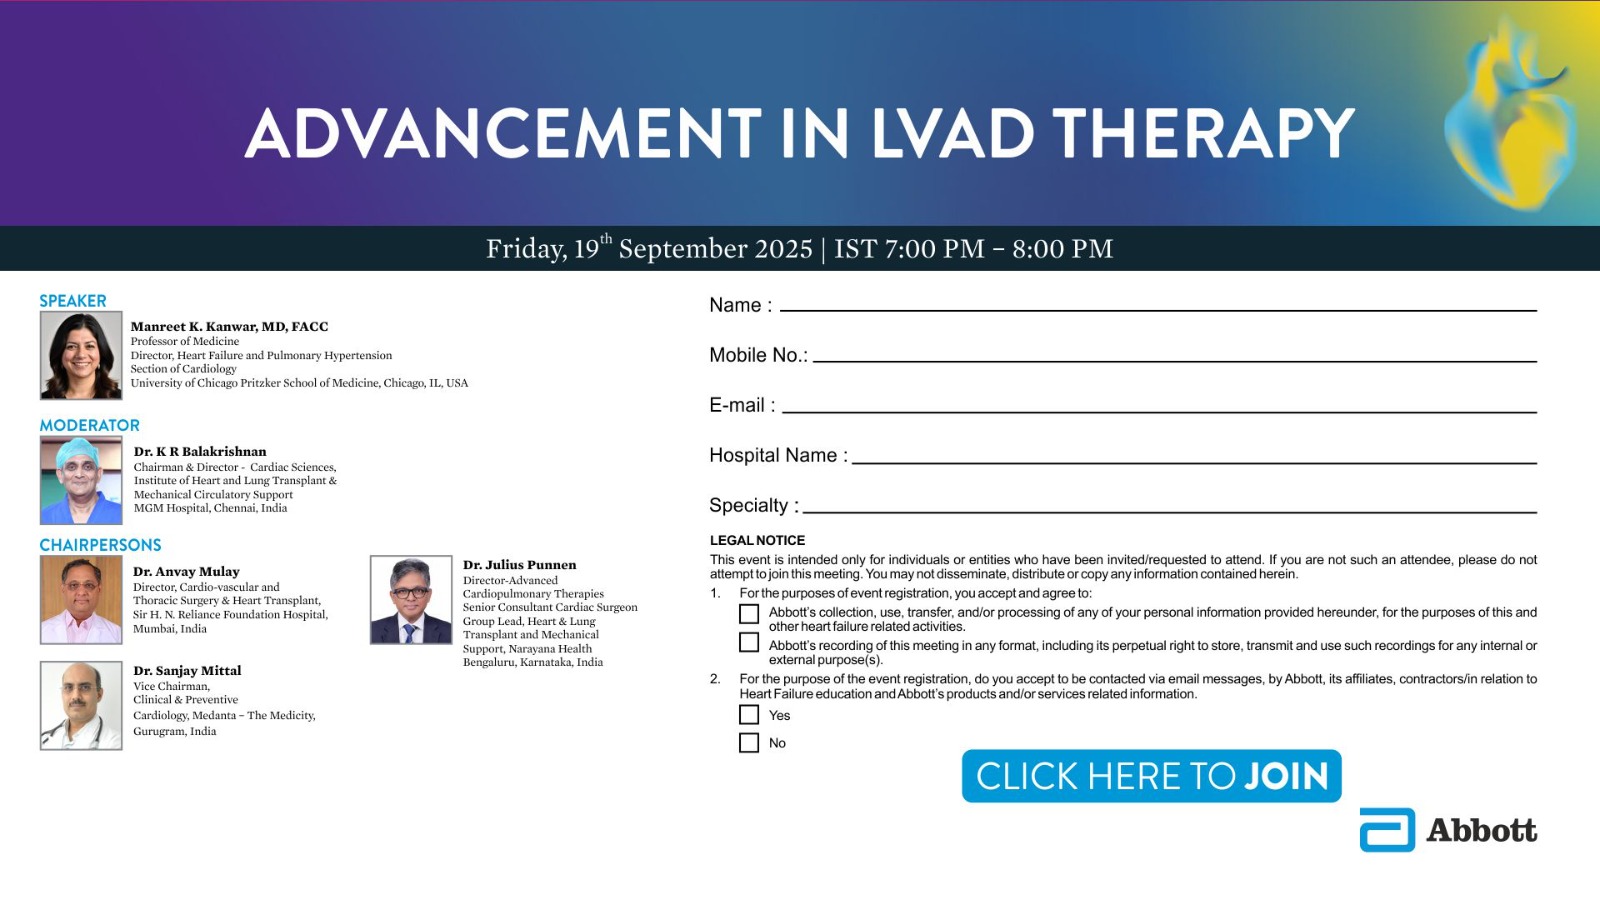 ADVANCEMENT IN LVAD THERAPY
Friday, 19th September 2025 | IST 7:00 PM – 8:00 PM
SPEAKER
Manreet K. Kanwar, MD, FACC
Professor of Medicine
Director, Heart Failure and Pulmonary Hypertension
Section of Cardiology
University of Chicago Pritzker School of Medicine, Chicago, IL, USA
MODERATOR
Dr. K R Balakrishnan
Chairman & Director - Cardiac Sciences,
Institute of Heart and Lung Transplant &
Mechanical Circulatory Support
MGM Hospital, Chennai, India
CHAIRPERSONS
Dr. Anvay Mulay
Director, Cardio-vascular and
Thoracic Surgery & Heart Transplant,
Sir H. N. Reliance Foundation Hospital,
Mumbai, India
Dr. Julius Punnen
Director-Advanced
Cardiopulmonary Therapies
Senior Consultant Cardiac Surgeon
Group Lead, Heart & Lung
Transplant and Mechanical
Support, Narayana Health
Bengaluru, Karnataka, India
Dr. Sanjay Mittal
Vice Chairman,
Clinical & Preventive
Cardiology, Medanta – The Medicity,
Gurugram, India
Name :
Mobile No.:
E-mail :
Hospital Name :
Specialty :
LEGAL NOTICE
This event is intended only for individuals or entities who have been invited/requested to attend. If you are not such an attendee, please do not
attempt to join this meeting. You may not disseminate, distribute or copy any information contained herein.
1. For the purposes of event registration, you accept and agree to:
Abbott's collection, use, transfer, and/or processing of any of your personal information provided hereunder, for the purposes of this and
other heart failure related activities.
Abbott's recording of this meeting in any format, including its perpetual right to store, transmit and use such recordings for any internal or
external purpose(s).
2. For the purpose of the event registration, do you accept to be contacted via email messages, by Abbott, its affiliates, contractors/in relation to
Heart Failure education and Abbott's products and/or services related information.
Yes
No
CLICK HERE TO JOIN
Abbott